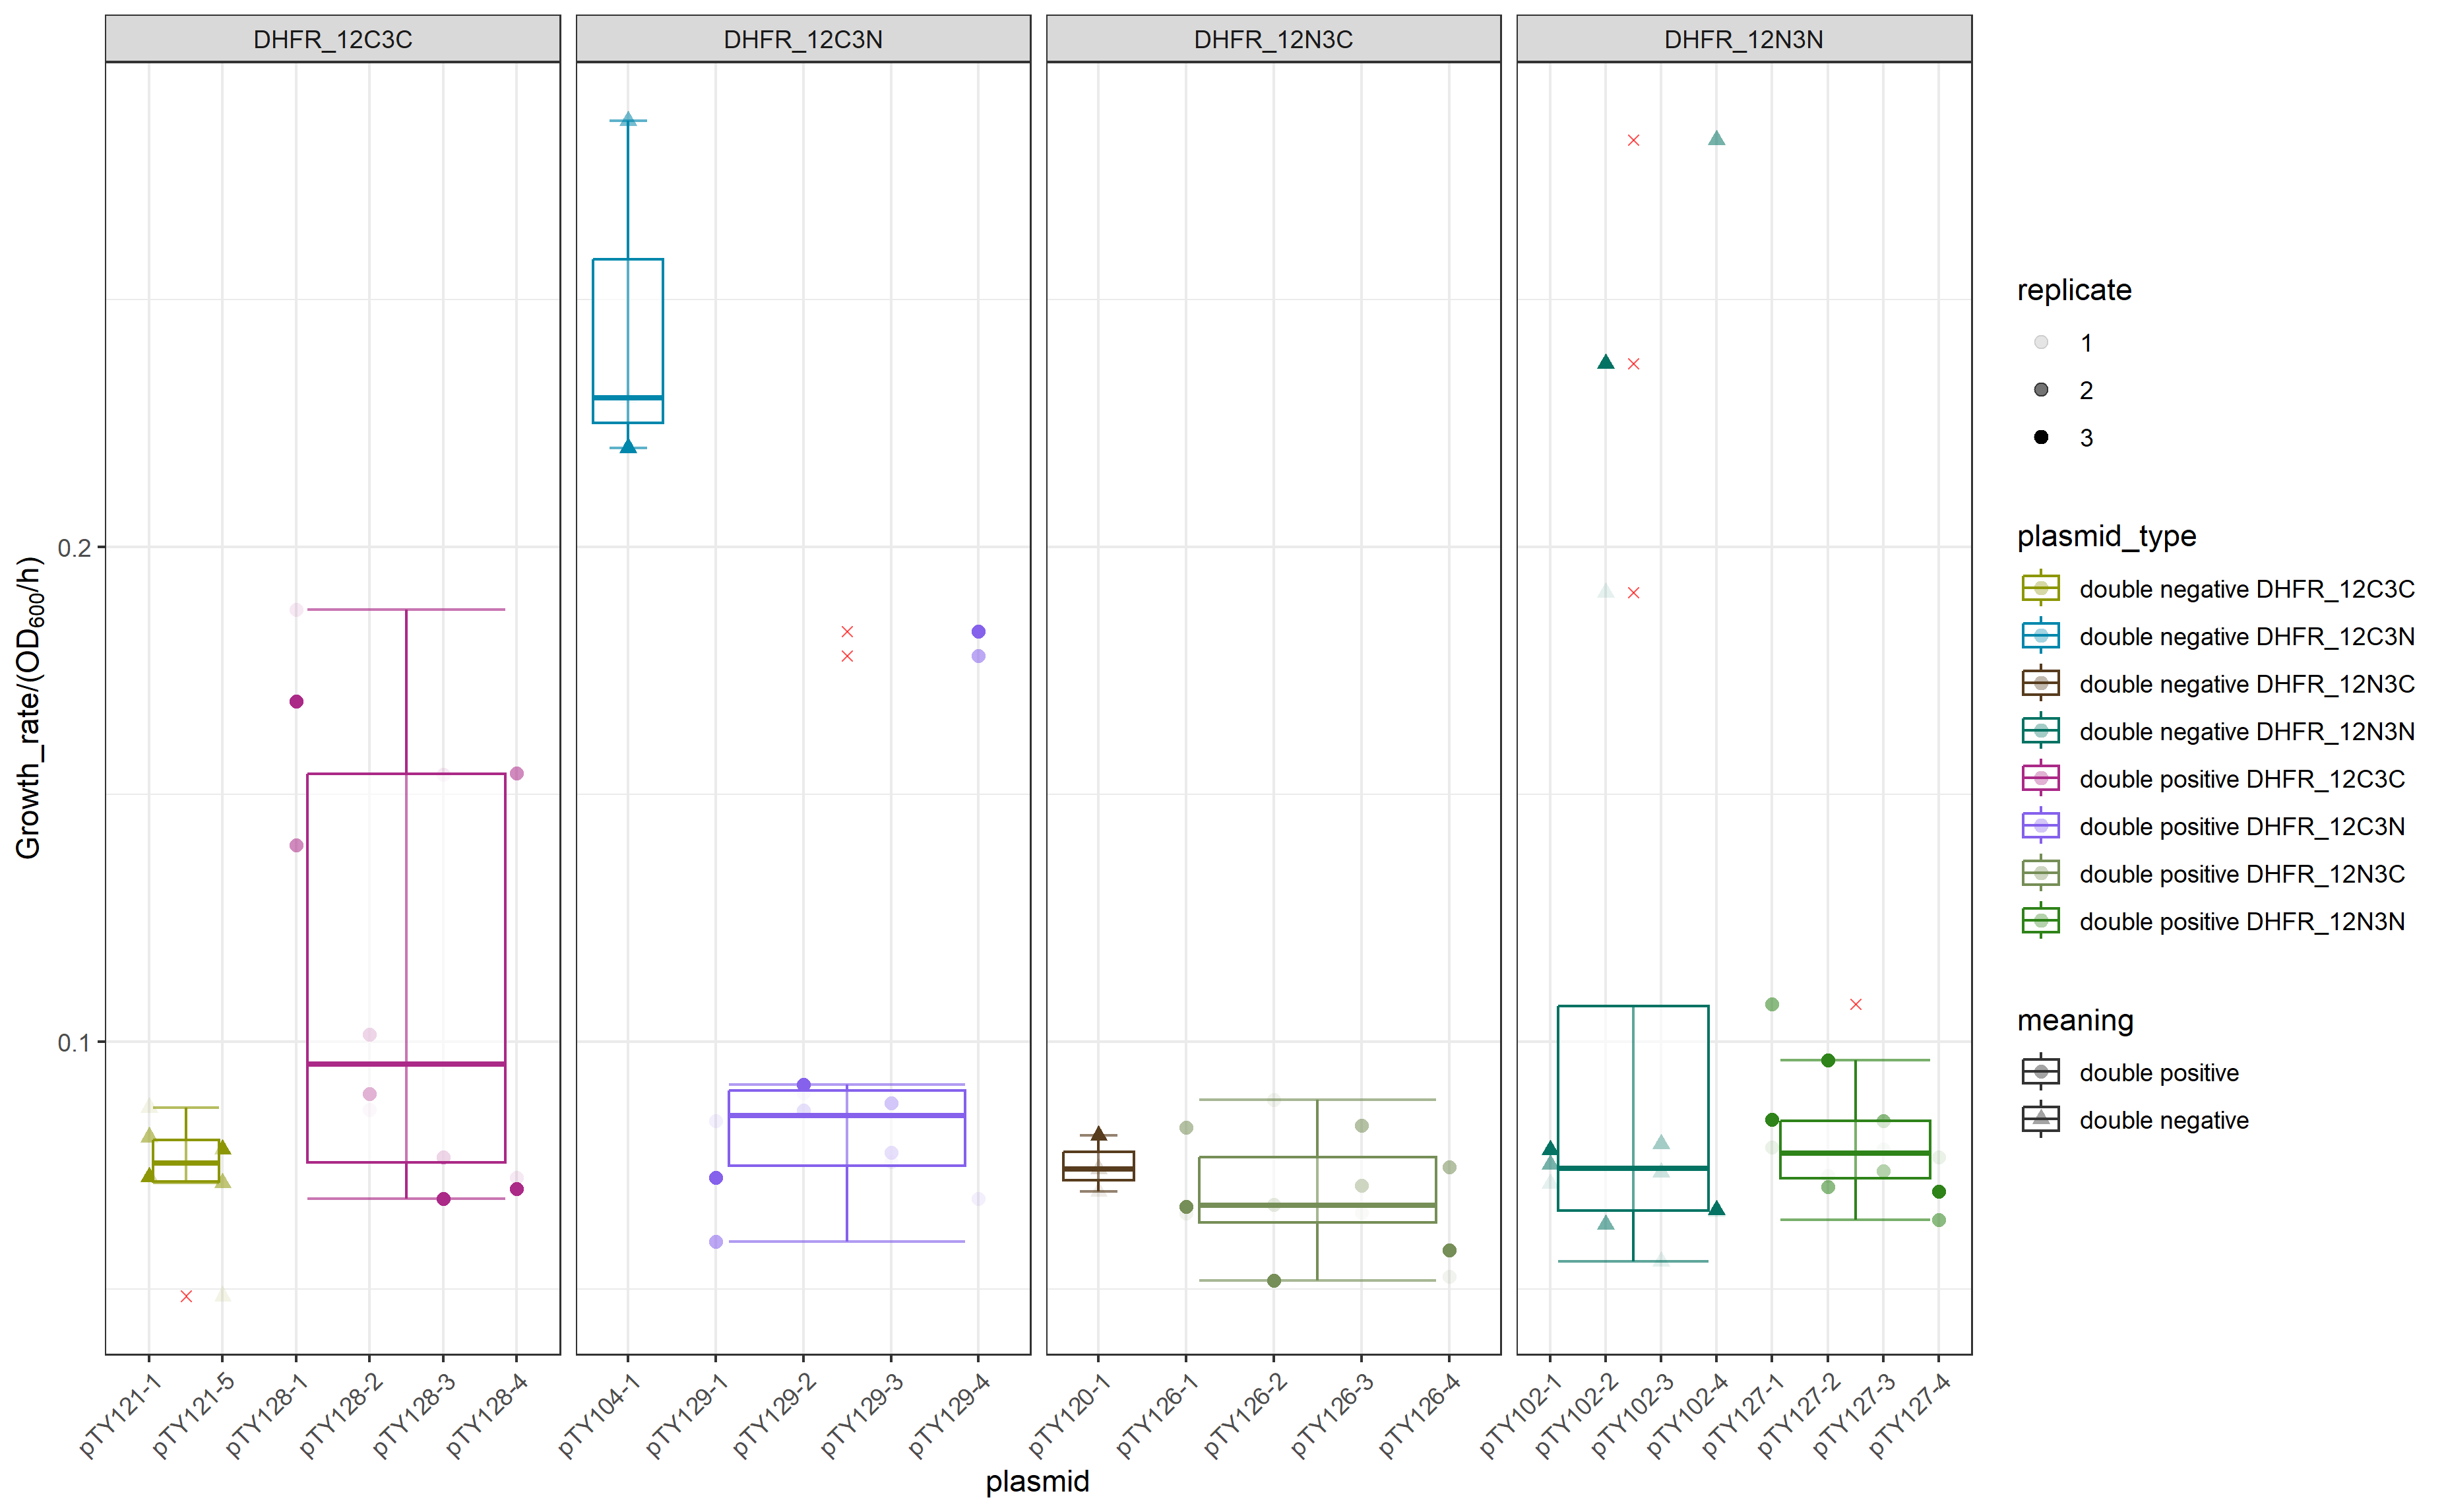 DHFR_12C3C
DHFR_12C3N
DHFR_12N3C
DHFR_12N3N
Growth_rate/(OD600/h)
0.2
0.1
pTY121-1
pTY121-5
pTY128-1
pTY128-2
pTY128-3
pTY128-4
pTY104-1
pTY129-1
pTY129-2
pTY129-3
pTY129-4
pTY120-1
pTY126-1
pTY126-2
pTY126-3
pTY126-4
pTY102-1
pTY102-2
pTY102-3
pTY102-4
pTY127-1
pTY127-2
pTY127-3
pTY127-4
plasmid
replicate
1
2
3
plasmid_type
double negative DHFR_12C3C
double negative DHFR_12C3N
double negative DHFR_12N3C
double negative DHFR_12N3N
double positive DHFR_12C3C
double positive DHFR_12C3N
double positive DHFR_12N3C
double positive DHFR_12N3N
meaning
double positive
double negative